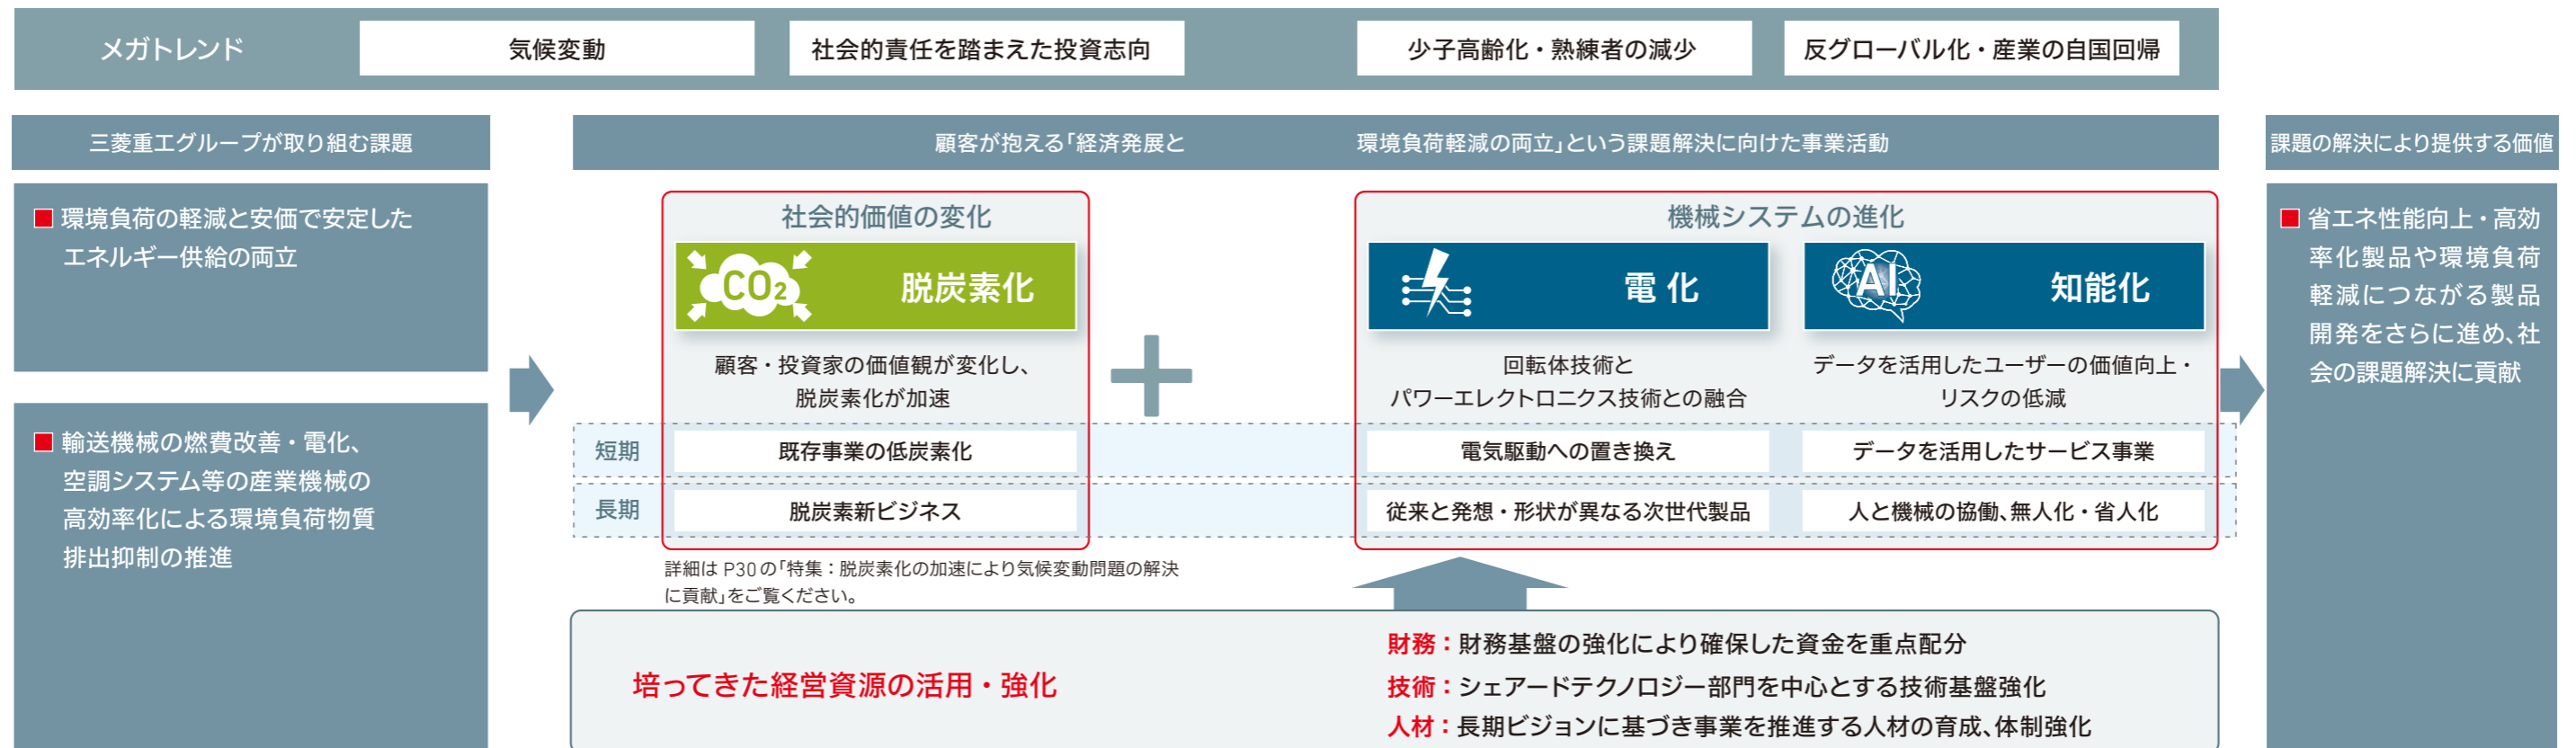 メガトレンド
気候変動
社会的責任を踏まえた投資志向
少子高齢化・熟練者の減少
反グローバル化・産業の自国回帰
三菱重工グループが取り組む課題
■ 環境負荷の軽減と安価で安定した
エネルギー供給の両立
■ 輸送機械の燃費改善・電化、
空調システム等の産業機械の
高効率化による環境負荷物質
排出抑制の推進
顧客が抱える「経済発展と 環境負荷軽減の両立」という課題解決に向けた事業活動
社会的価値の変化
CO₂
脱炭素化
顧客・投資家の価値観が変化し、
脱炭素化が加速
機械システムの進化
電 化
回転体技術と
パワーエレクトロニクス技術との融合
AI
知能化
データを活用したユーザーの価値向上・
リスクの低減
短期
既存事業の低炭素化
電気駆動への置き換え
データを活用したサービス事業
長期
脱炭素新ビジネス
従来と発想・形状が異なる次世代製品
人と機械の協働、無人化・省人化
詳細は P30の「特集：脱炭素化の加速により気候変動問題の解決
に貢献」をご覧ください。
培ってきた経営資源の活用・強化
財務：財務基盤の強化により確保した資金を重点配分
技術：シェアードテクノロジー部門を中心とする技術基盤強化
人材：長期ビジョンに基づき事業を推進する人材の育成、体制強化
課題の解決により提供する価値
■ 省エネ性能向上・高効
率化製品や環境負荷
軽減につながる製品
開発をさらに進め、社
会の課題解決に貢献